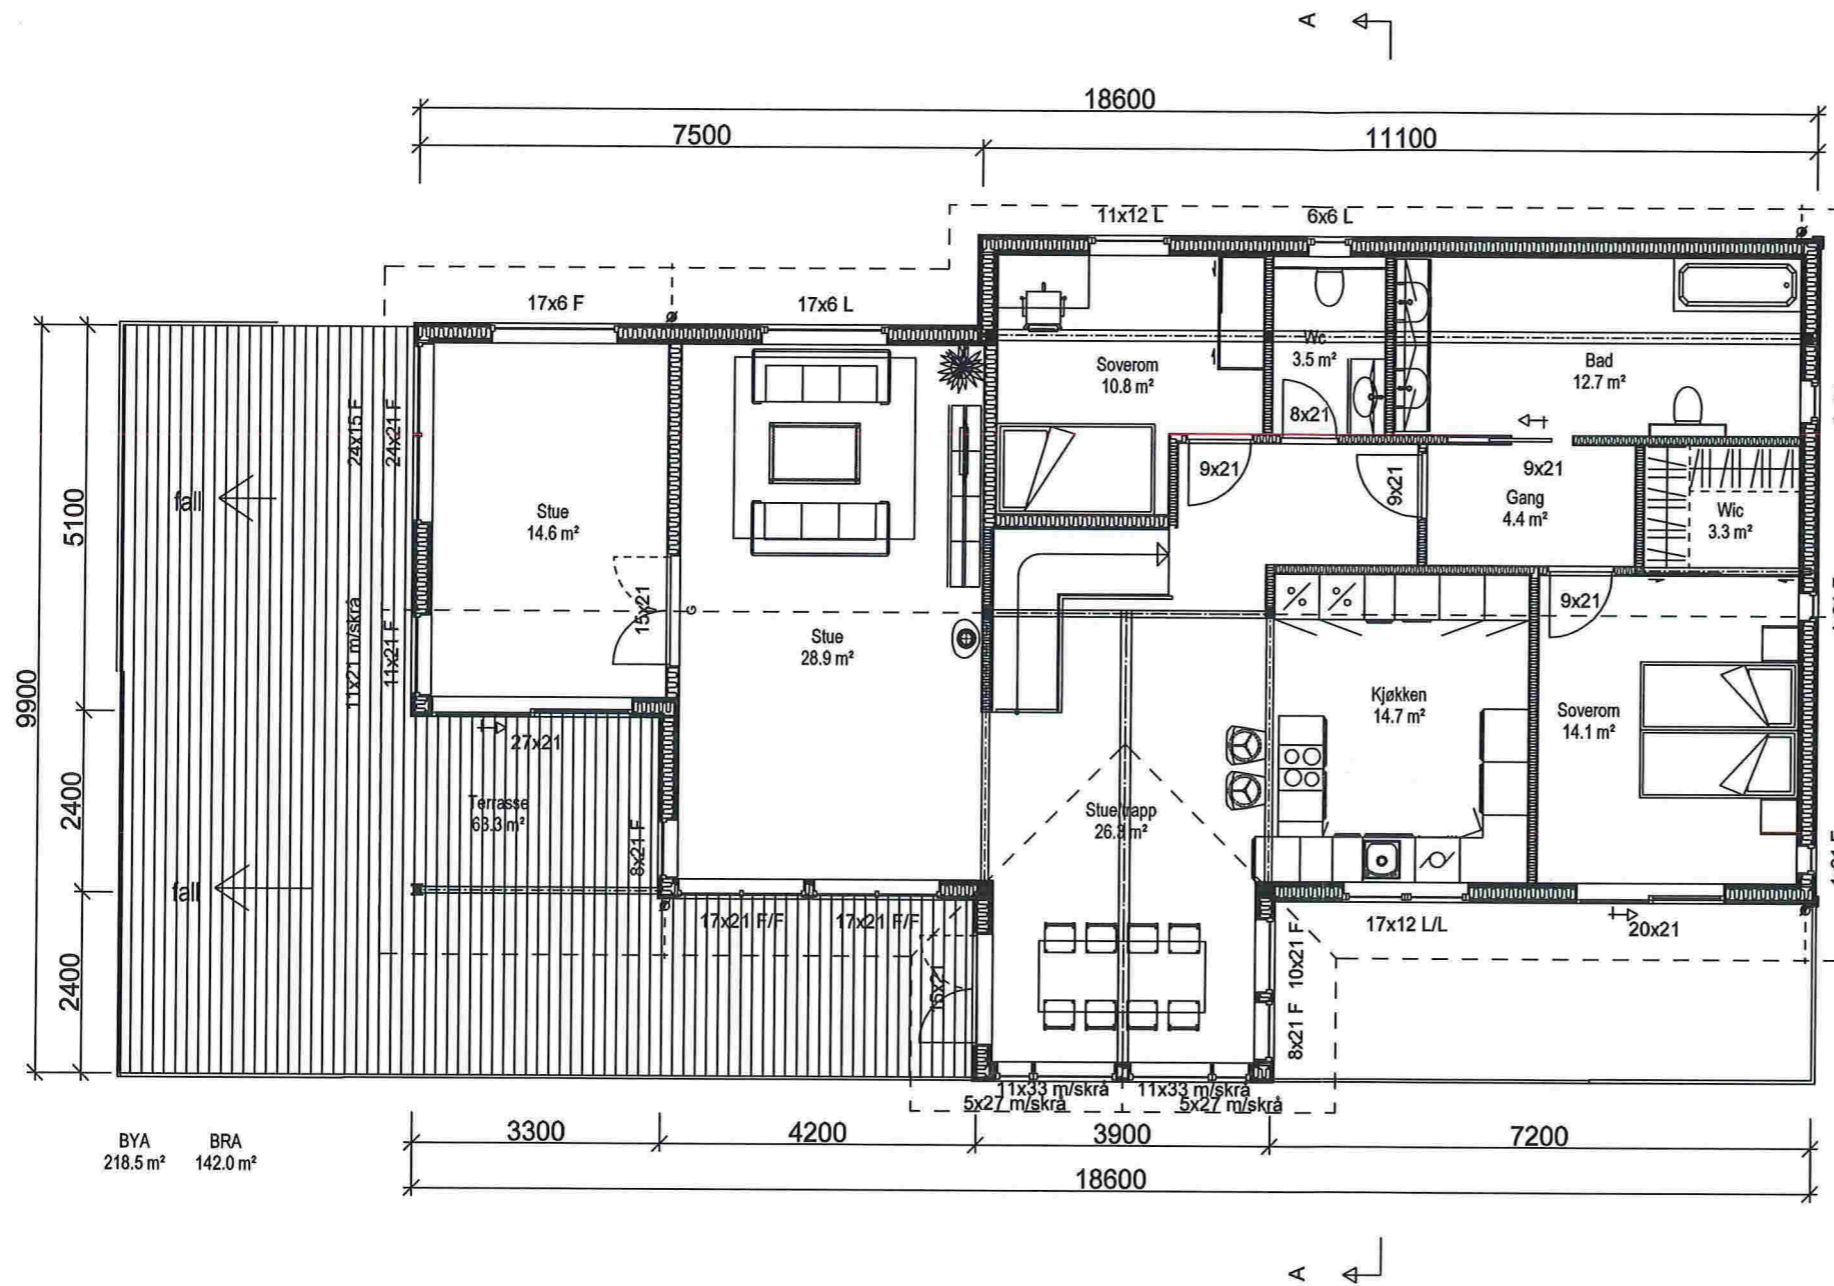 A
18600
7500
11100
11x12 L
6x6 L
17x6 F
17x6 L
Wc
3.5 m²
Soverom
10.8 m²
Bad
12.7 m²
8x21
24x15 F
24x21 F
9x21
9x21
9x21
Gang
4.4 m²
Wic
3.3 m²
fall
Stue
14.6 m²
5100
15x21
G
9x21
11x21 m/skrå
11x21 F
Stue
28.9 m²
9900
Kjøkken
14.7 m²
Soverom
14.1 m²
27x21
2400
Terrasse
63.3 m²
Stue/trapp
8x21 F
fall
17x21 F/F
17x21 F/F
17x12 L/L
20x21
10x21 F
2400
15x21
8x21 F
11x33 m/skrå
11x33 m/skrå
5x27 m/skrå
5x27 m/skrå
3300
4200
3900
7200
BYA
218.5 m²
BRA
142.0 m²
18600
A